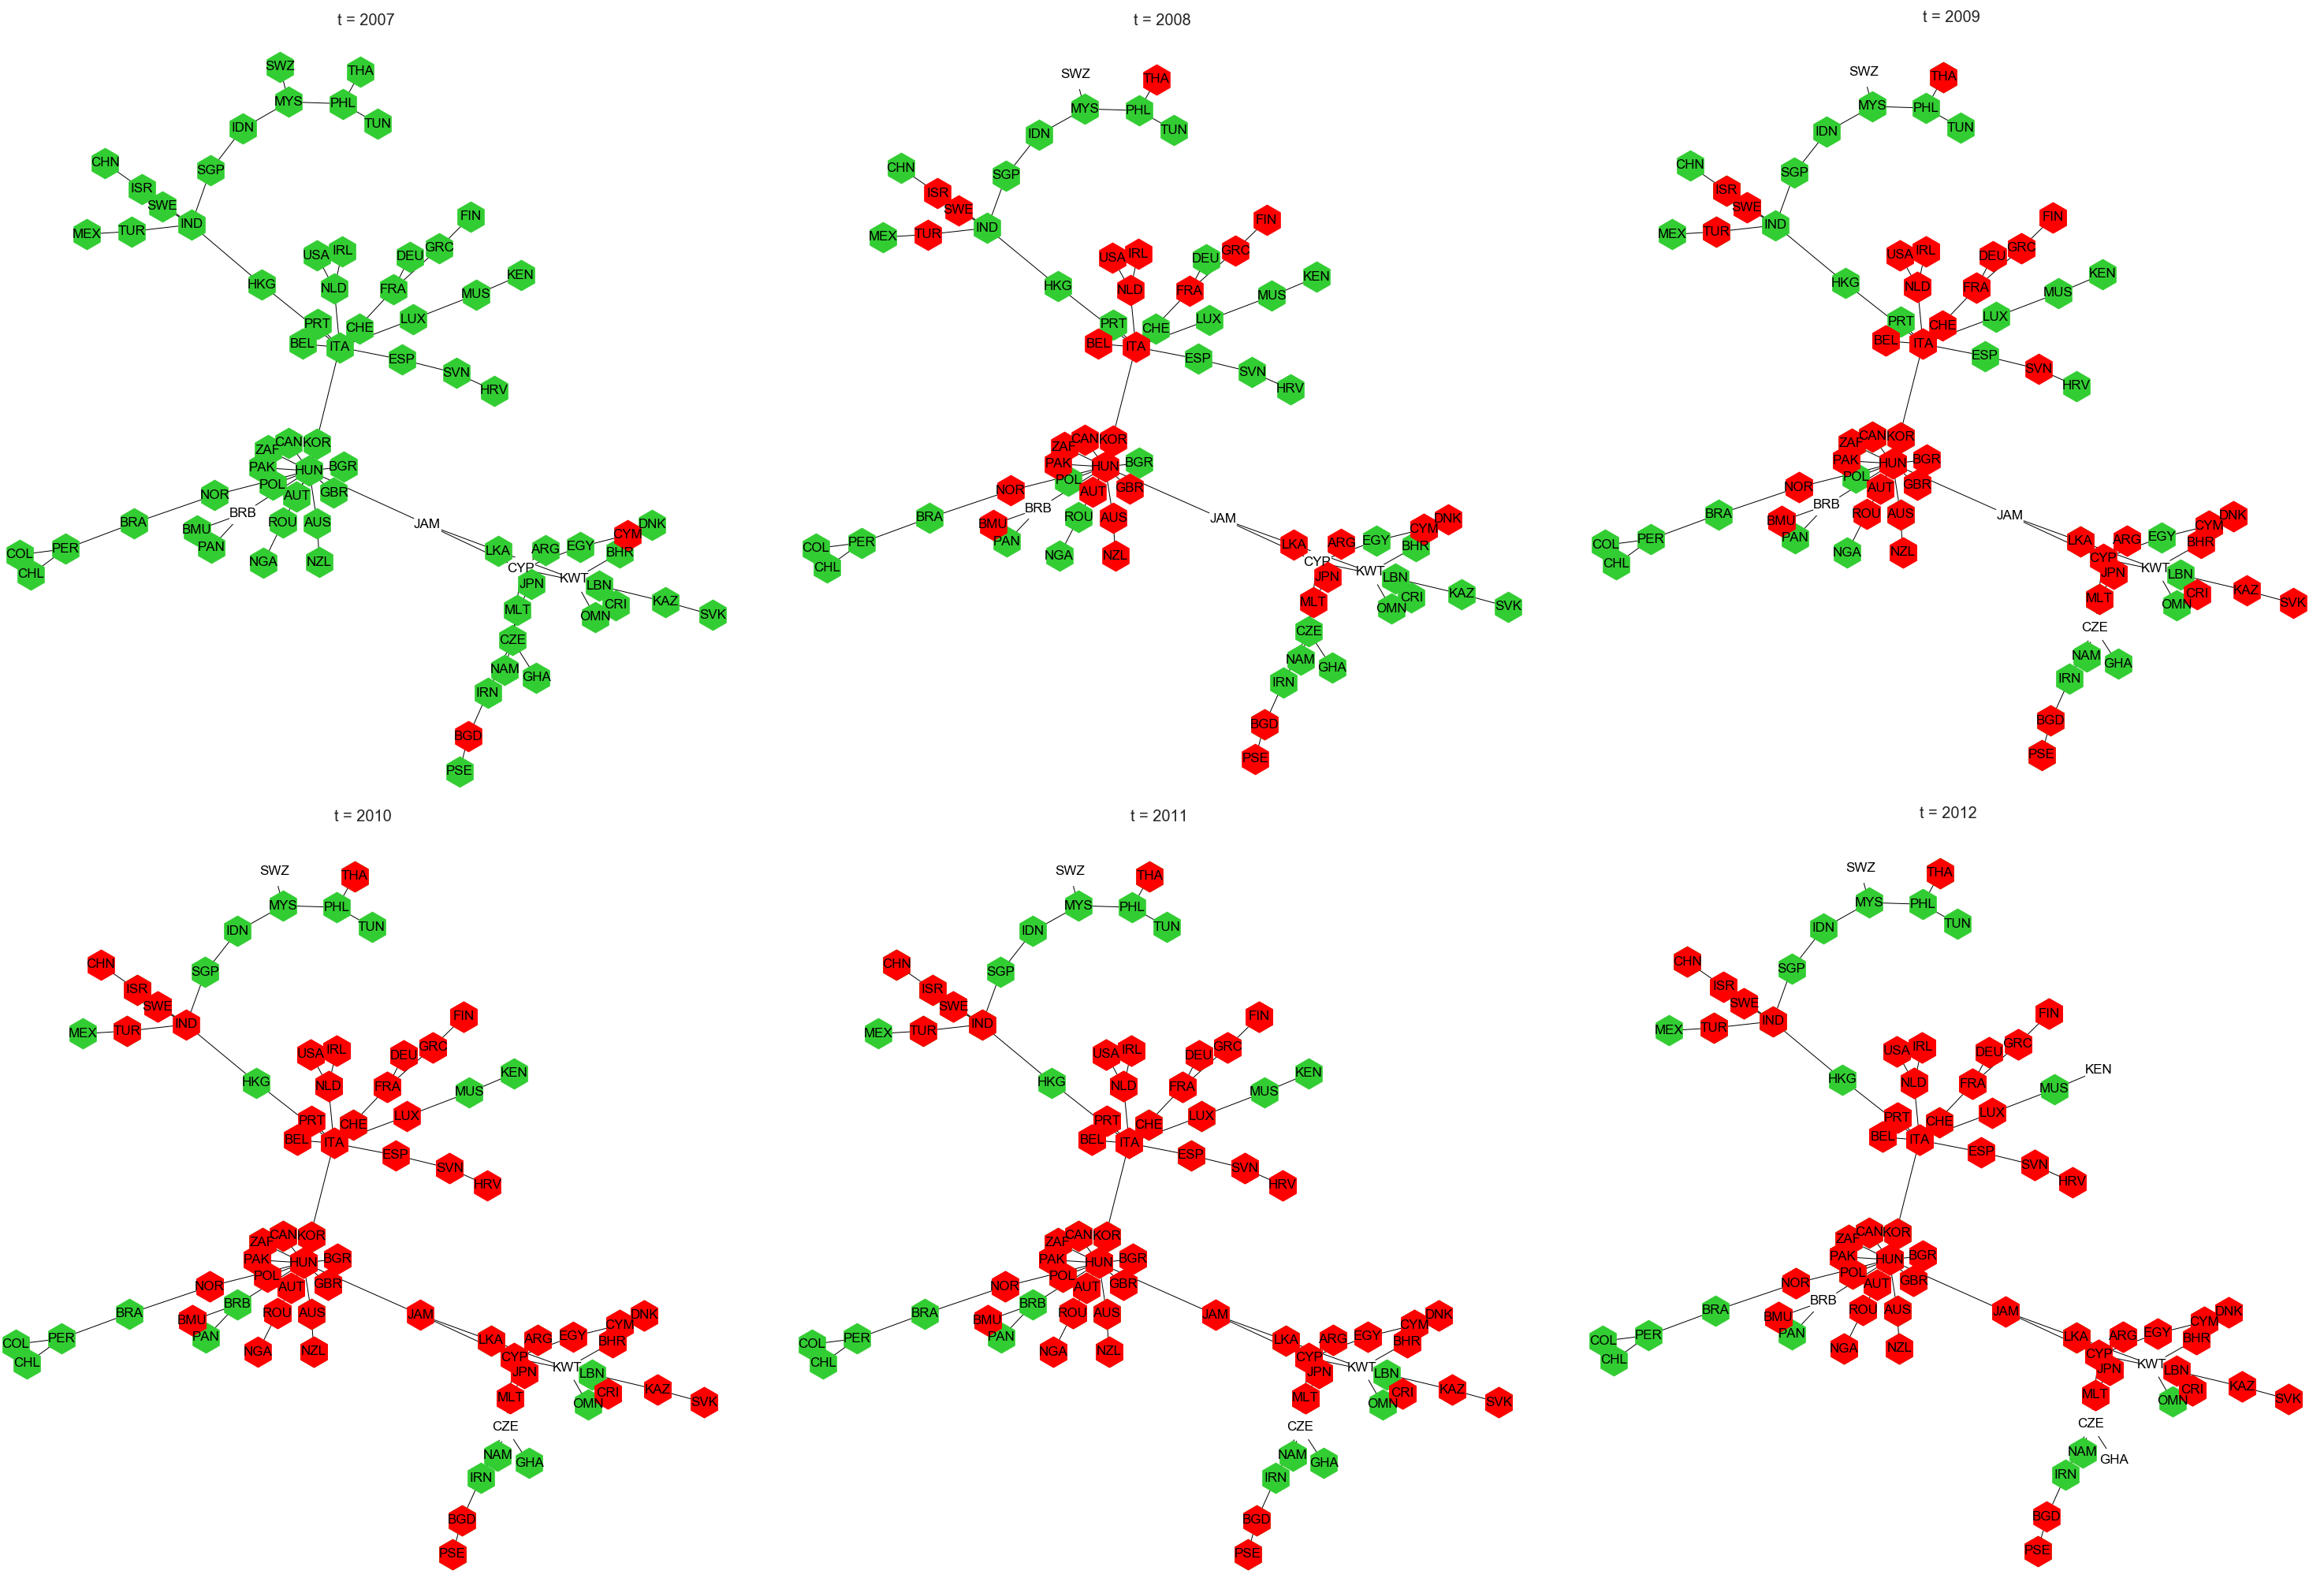 t = 2007
SWZ
THA
MYS
PHL
TUN
IDN
CHN
SGP
ISR
SWE
IND
MEX
TUR
FIN
USA
IRL
DEU
GRC
HKG
NLD
FRA
KEN
MUS
LUX
PRT
CHE
BEL
ITA
ESP
SVN
HRV
ZAF
CAN
KOR
PAK
HUN
BGR
POL
AUT
GBR
NOR
BRB
BRA
BMU
PAN
ROU
AUS
JAM
COL
PER
CHL
NGA
NZL
LKA
ARG
EGY
CYM
DNK
BHR
CYP
KWT
JPN
LBN
CRI
KAZ
SVK
MLT
OMN
CZE
NAM
GHA
IRN
BGD
PSE
t = 2008
SWZ
THA
MYS
PHL
TUN
IDN
CHN
SGP
ISR
SWE
IND
MEX
TUR
FIN
USA
IRL
DEU
GRC
HKG
NLD
FRA
KEN
MUS
LUX
PRT
CHE
BEL
ITA
ESP
SVN
HRV
ZAF
CAN
KOR
PAK
HUN
BGR
POL
AUT
GBR
NOR
BRB
BRA
BMU
PAN
ROU
AUS
JAM
COL
PER
CHL
NGA
NZL
LKA
ARG
EGY
CYM
DNK
BHR
CYP
KWT
JPN
LBN
CRI
KAZ
SVK
MLT
OMN
CZE
NAM
GHA
IRN
BGD
PSE
t = 2009
SWZ
THA
MYS
PHL
TUN
IDN
CHN
SGP
ISR
SWE
IND
MEX
TUR
FIN
USA
IRL
DEU
GRC
HKG
NLD
FRA
KEN
MUS
LUX
PRT
CHE
BEL
ITA
ESP
SVN
HRV
ZAF
CAN
KOR
PAK
HUN
BGR
POL
AUT
GBR
NOR
BRB
BRA
BMU
PAN
ROU
AUS
JAM
COL
PER
CHL
NGA
NZL
LKA
ARG
EGY
CYM
DNK
BHR
CYP
KWT
JPN
LBN
CRI
KAZ
SVK
MLT
OMN
CZE
NAM
GHA
IRN
BGD
PSE
t = 2010
SWZ
THA
MYS
PHL
TUN
IDN
CHN
SGP
ISR
SWE
IND
MEX
TUR
FIN
USA
IRL
DEU
GRC
HKG
NLD
FRA
KEN
MUS
LUX
PRT
CHE
BEL
ITA
ESP
SVN
HRV
ZAF
CAN
KOR
PAK
HUN
BGR
POL
AUT
GBR
NOR
BRB
BRA
BMU
PAN
ROU
AUS
JAM
COL
PER
CHL
NGA
NZL
LKA
ARG
EGY
CYM
DNK
BHR
CYP
KWT
JPN
LBN
CRI
KAZ
SVK
MLT
OMN
CZE
NAM
GHA
IRN
BGD
PSE
t = 2011
SWZ
THA
MYS
PHL
TUN
IDN
CHN
SGP
ISR
SWE
IND
MEX
TUR
FIN
USA
IRL
DEU
GRC
HKG
NLD
FRA
KEN
MUS
LUX
PRT
CHE
BEL
ITA
ESP
SVN
HRV
ZAF
CAN
KOR
PAK
HUN
BGR
POL
AUT
GBR
NOR
BRB
BRA
BMU
PAN
ROU
AUS
JAM
COL
PER
CHL
NGA
NZL
LKA
ARG
EGY
CYM
DNK
BHR
CYP
KWT
JPN
LBN
CRI
KAZ
SVK
MLT
OMN
CZE
NAM
GHA
IRN
BGD
PSE
t = 2012
SWZ
THA
MYS
PHL
TUN
IDN
CHN
SGP
ISR
SWE
IND
MEX
TUR
FIN
USA
IRL
DEU
GRC
HKG
NLD
FRA
KEN
MUS
LUX
PRT
CHE
BEL
ITA
ESP
SVN
HRV
ZAF
CAN
KOR
PAK
HUN
BGR
POL
AUT
GBR
NOR
BRB
BRA
BMU
PAN
ROU
AUS
JAM
COL
PER
CHL
NGA
NZL
LKA
ARG
EGY
CYM
DNK
BHR
CYP
KWT
JPN
LBN
CRI
KAZ
SVK
MLT
OMN
CZE
NAM
GHA
IRN
BGD
PSE